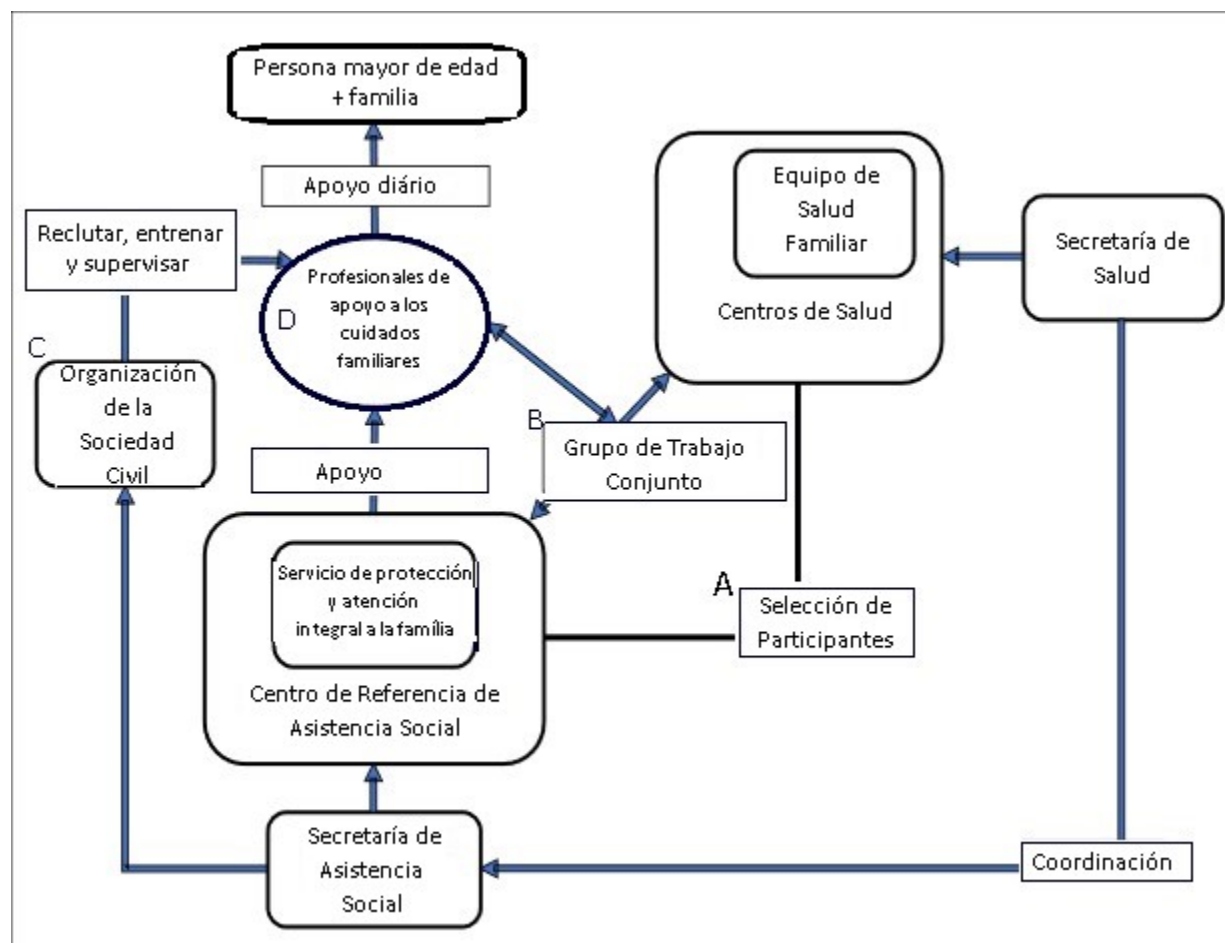 Persona mayor de edad
+ familia
Apoyo diário
Equipo de
Salud
Familiar
Centros de Salud
Secretaría de
Salud
Reclutar, entrenar
y supervisar
D
Profesionales de
apoyo a los
cuidados
familiares
C
Organización
de la
Sociedad
Civil
B
Grupo de Trabajo
Conjunto
Apoyo
Servicio de protección
y atención
integral a la família
Centro de Referencia de
Asistencia Social
A
Selección de
Participantes
Secretaría de
Asistencia
Social
Coordinación